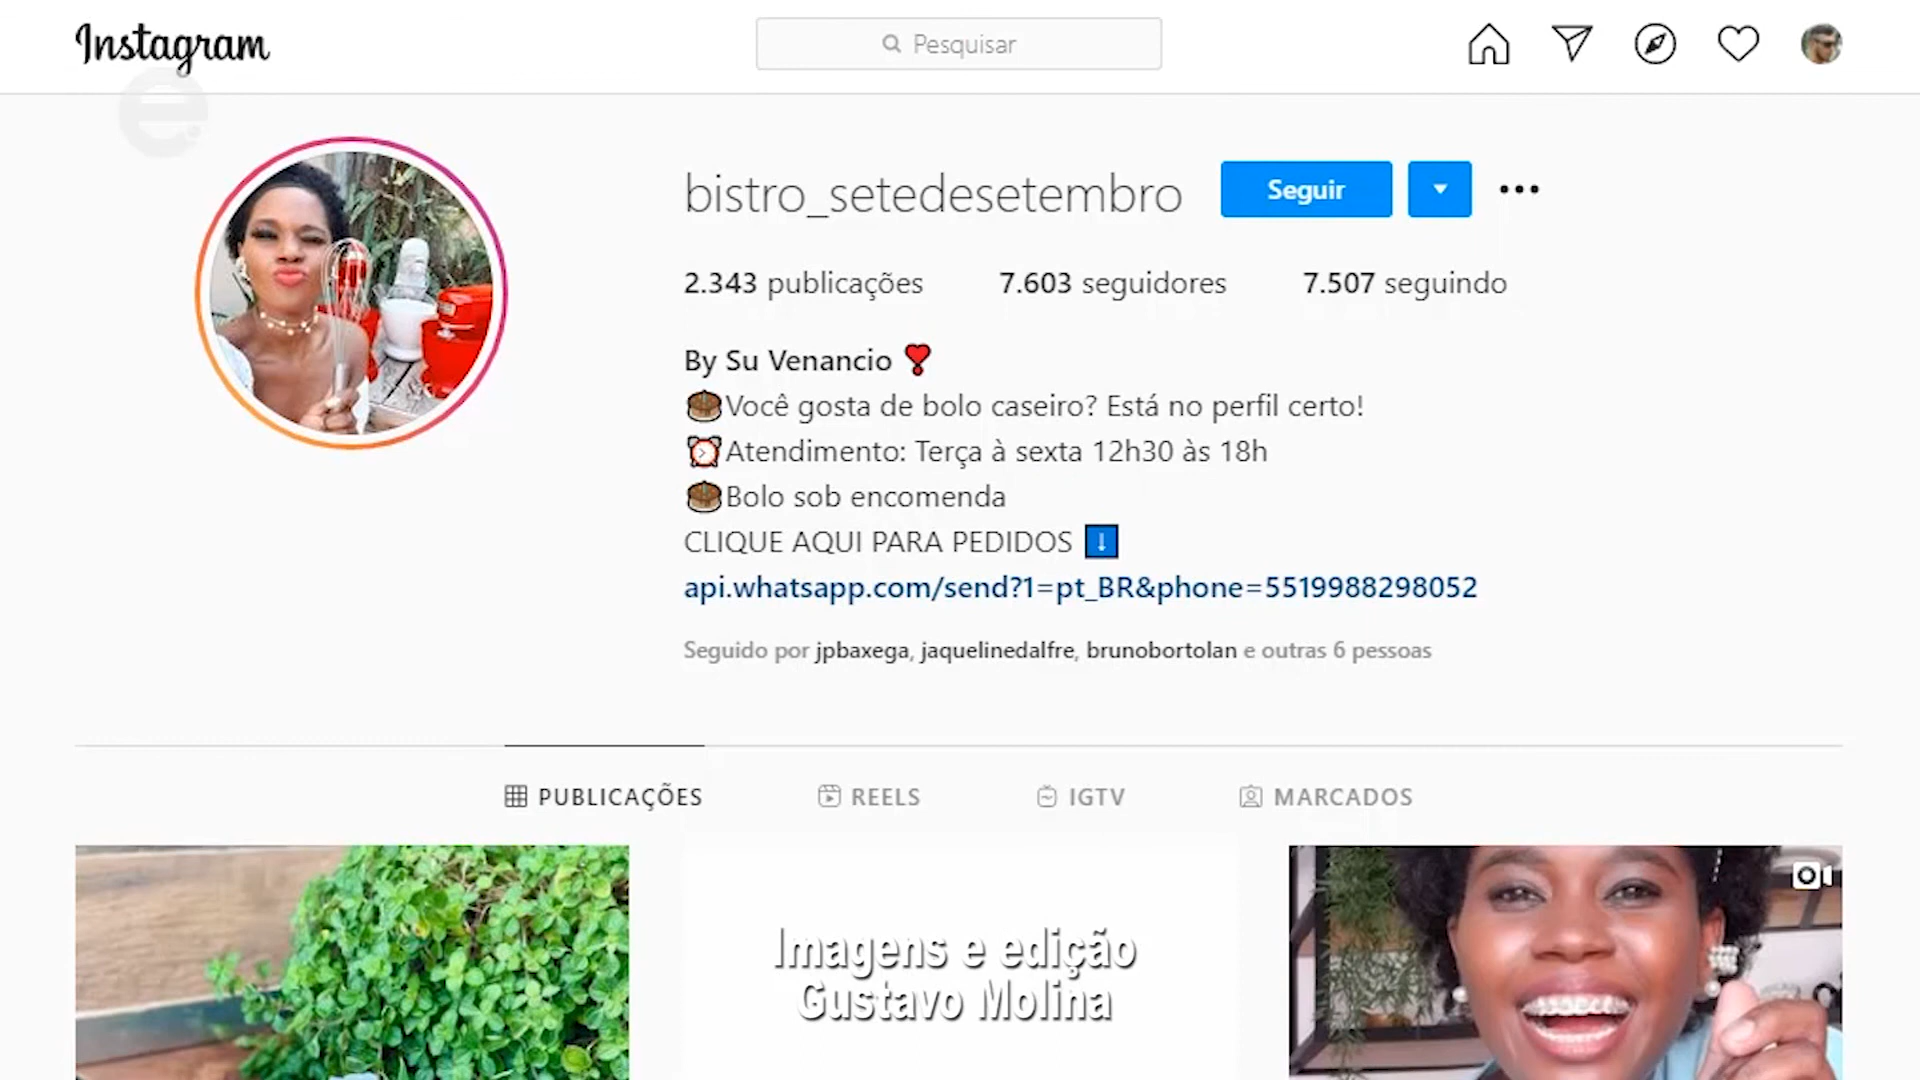 Instagram
Pesquisar
e.
bistro_setedesetembro
Seguir
2.343 publicações 7.603 seguidores 7.507 seguindo
By Su Venancio
Você gosta de bolo caseiro? Está no perfil certo!
Atendimento: Terça à sexta 12h30 às 18h
Bolo sob encomenda
CLIQUE AQUI PARA PEDIDOS
api.whatsapp.com/send?1=pt_BR&phone=5519988298052
Seguido por jpbaxega, jaquelinedalfre, brunobortolan e outras 6 pessoas
PUBLICAÇÕES REELS IGTV MARCADOS
Imagens e edição
Gustavo Molina